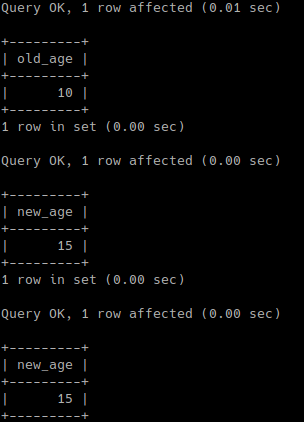 Query OK, 1 row affected (0.01 sec)
+---------+
| old_age |
+---------+
|      10 |
+---------+
1 row in set (0.00 sec)
Query OK, 1 row affected (0.00 sec)
+---------+
| new_age |
+---------+
|      15 |
+---------+
1 row in set (0.00 sec)
Query OK, 1 row affected (0.00 sec)
+---------+
| new_age |
+---------+
|      15 |
+---------+